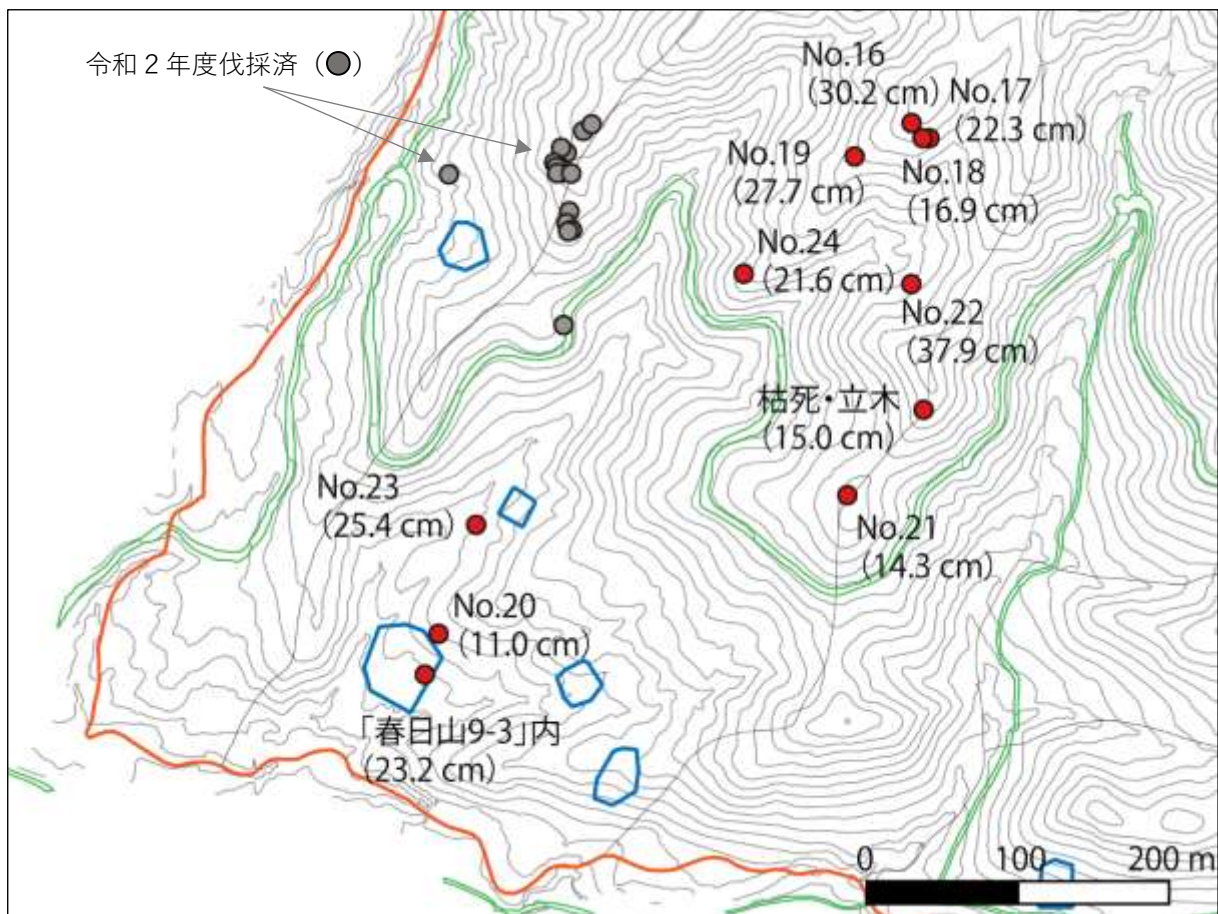 令和２年度伐採済（●）
No.16
（30.2 cm）
No.17
（22.3 cm）
No.18
（16.9 cm）
No.19
（27.7 cm）
No.24
（21.6 cm）
No.22
（37.9 cm）
枯死・立木
（15.0 cm）
No.21
（14.3 cm）
No.23
（25.4 cm）
No.20
（11.0 cm）
「春日山9-3」内
（23.2 cm）
0 100 200 m